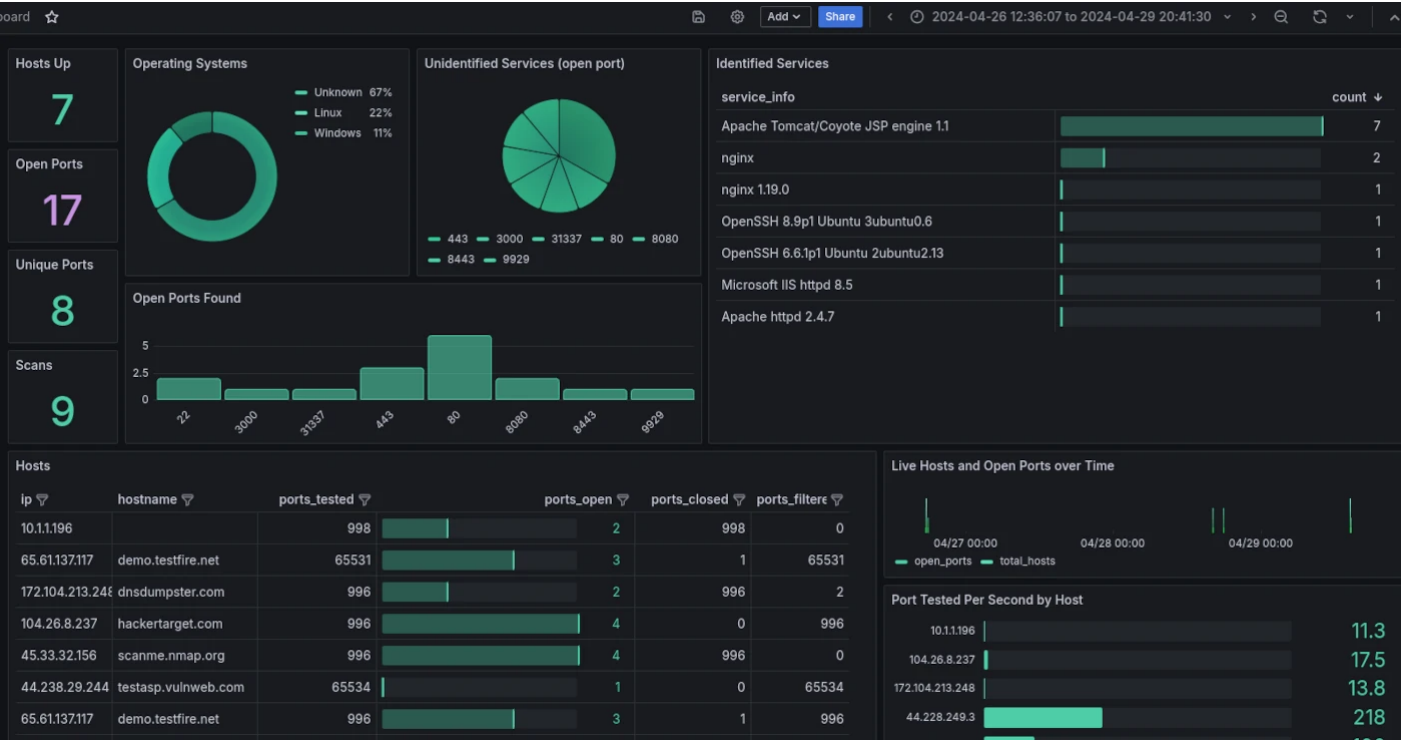 board
Add
Share
2024-04-26 12:36:07 to 2024-04-29 20:41:30
Hosts Up
7
Open Ports
17
Unique Ports
8
Scans
9
Operating Systems
Unknown 67%
Linux 22%
Windows 11%
Unidentified Services (open port)
443 3000 31337 80 8080
8443 9929
Identified Services
service_info count
Apache Tomcat/Coyote JSP engine 1.1 7
nginx 2
nginx 1.19.0 1
OpenSSH 8.9p1 Ubuntu 3ubuntu0.6 1
OpenSSH 6.6.1p1 Ubuntu 2ubuntu2.13 1
Microsoft IIS httpd 8.5 1
Apache httpd 2.4.7 1
Open Ports Found
5
2.5
0
22 3000 31337 443 80 8080 8443 9929
Hosts
ip hostname ports_tested ports_open ports_closed ports_filtere
10.1.1.196 998 2 998 0
65.61.137.117 demo.testfire.net 65531 3 1 65531
172.104.213.248 dnsdumpster.com 996 2 996 2
104.26.8.237 hackertarget.com 996 4 0 996
45.33.32.156 scanme.nmap.org 996 4 996 0
44.238.29.244 testasp.vulnweb.com 65534 1 0 65534
65.61.137.117 demo.testfire.net 996 3 1 996
Live Hosts and Open Ports over Time
04/27 00:00 04/28 00:00 04/29 00:00
open_ports total_hosts
Port Tested Per Second by Host
10.1.1.196 11.3
104.26.8.237 17.5
172.104.213.248 13.8
44.228.249.3 218